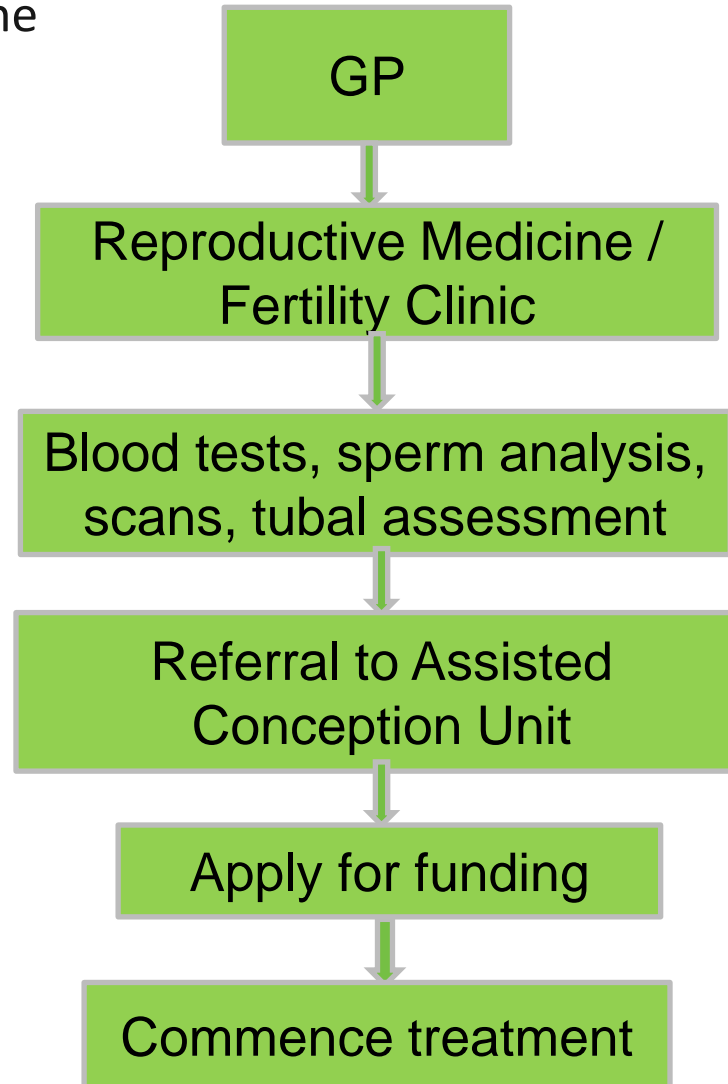 GP
Reproductive Medicine /
Fertility Clinic
Blood tests, sperm analysis,
scans, tubal assessment
Referral to Assisted
Conception Unit
Apply for funding
Commence treatment